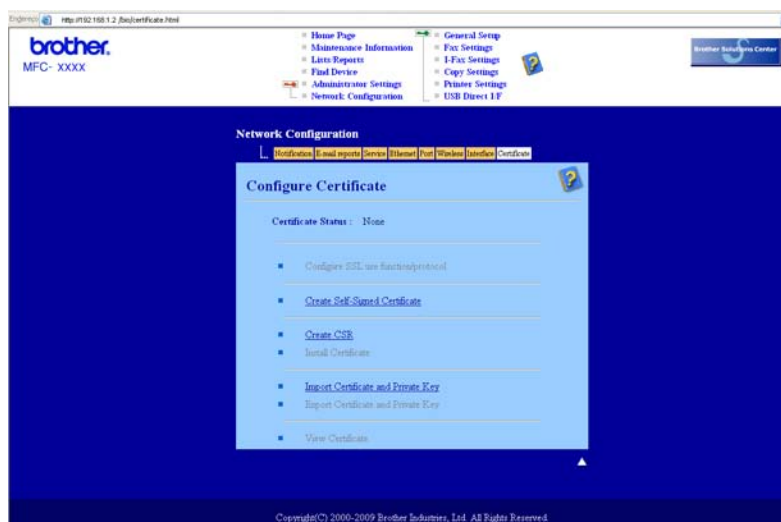 Endereço http://192.168.1.2 /bio/certificate.html
brother.
MFC- XXXX
Home Page
Maintenance Information
Lists/Reports
Find Device
Administrator Settings
Network Configuration
General Setup
Fax Settings
I-Fax Settings
Copy Settings
Printer Settings
USB Direct I/F
Brother Solutions Center
Network Configuration
Notification E-mail reports Service Ethernet Port Wireless Interface Certificate
Configure Certificate
Certificate Status : None
Configure SSL use function/protocol
Create Self-Signed Certificate
Create CSR
Install Certificate
Import Certificate and Private Key
Export Certificate and Private Key
View Certificate
Copyright(C) 2000-2009 Brother Industries, Ltd. All Rights Reserved.